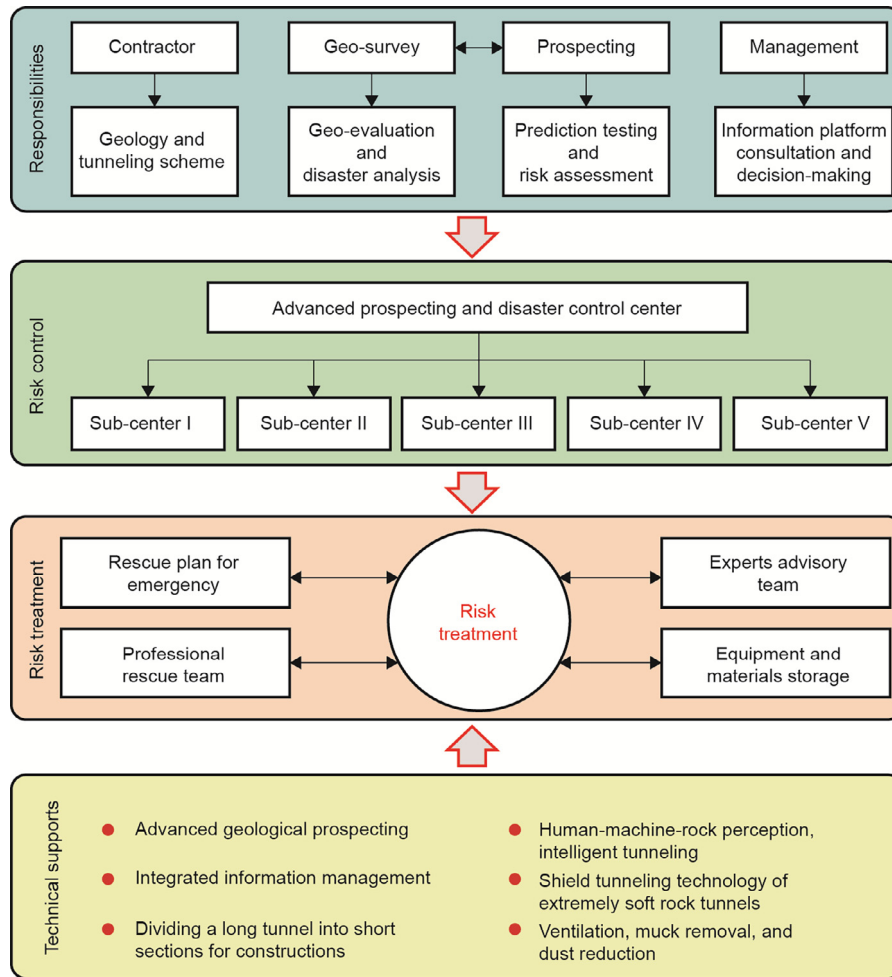 Responsibilities
Contractor
Geo-survey
Prospecting
Management
Geology and
tunneling scheme
Geo-evaluation
and
disaster analysis
Prediction testing
and
risk assessment
Information platform
consultation and
decision-making
Risk control
Advanced prospecting and disaster control center
Sub-center I
Sub-center II
Sub-center III
Sub-center IV
Sub-center V
Risk treatment
Rescue plan for
emergency
Professional
rescue team
Risk
treatment
Experts advisory
team
Equipment and
materials storage
Technical supports
Advanced geological prospecting
Integrated information management
Dividing a long tunnel into short
sections for constructions
Human-machine-rock perception,
intelligent tunneling
Shield tunneling technology of
extremely soft rock tunnels
Ventilation, muck removal, and
dust reduction